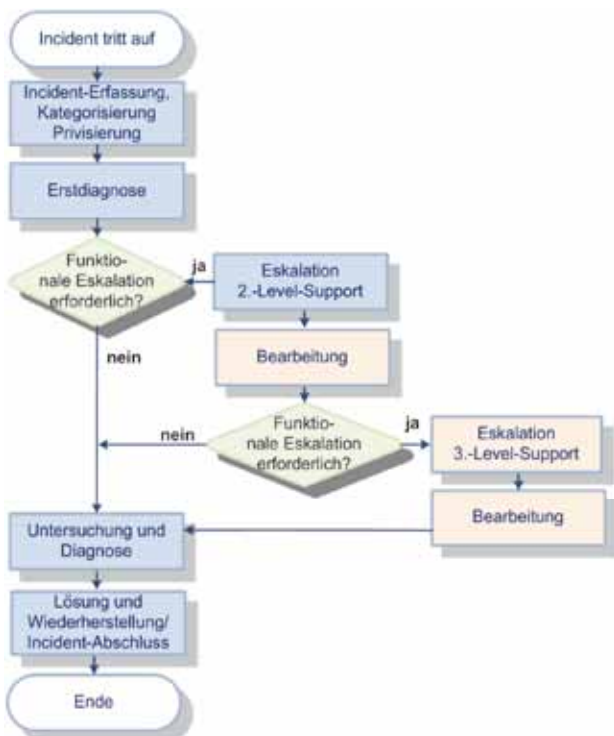 Incident tritt auf
Incident-Erfassung,
Kategorisierung
Privisierung
Erstdiagnose
Funktio-
nale Eskalation
erforderlich?
ja
Eskalation
2.-Level-Support
nein
Bearbeitung
Funktio-
nale Eskalation
erforderlich?
nein
ja
Eskalation
3.-Level-Support
Bearbeitung
Untersuchung und
Diagnose
Lösung und
Wiederherstellung/
Incident-Abschluss
Ende